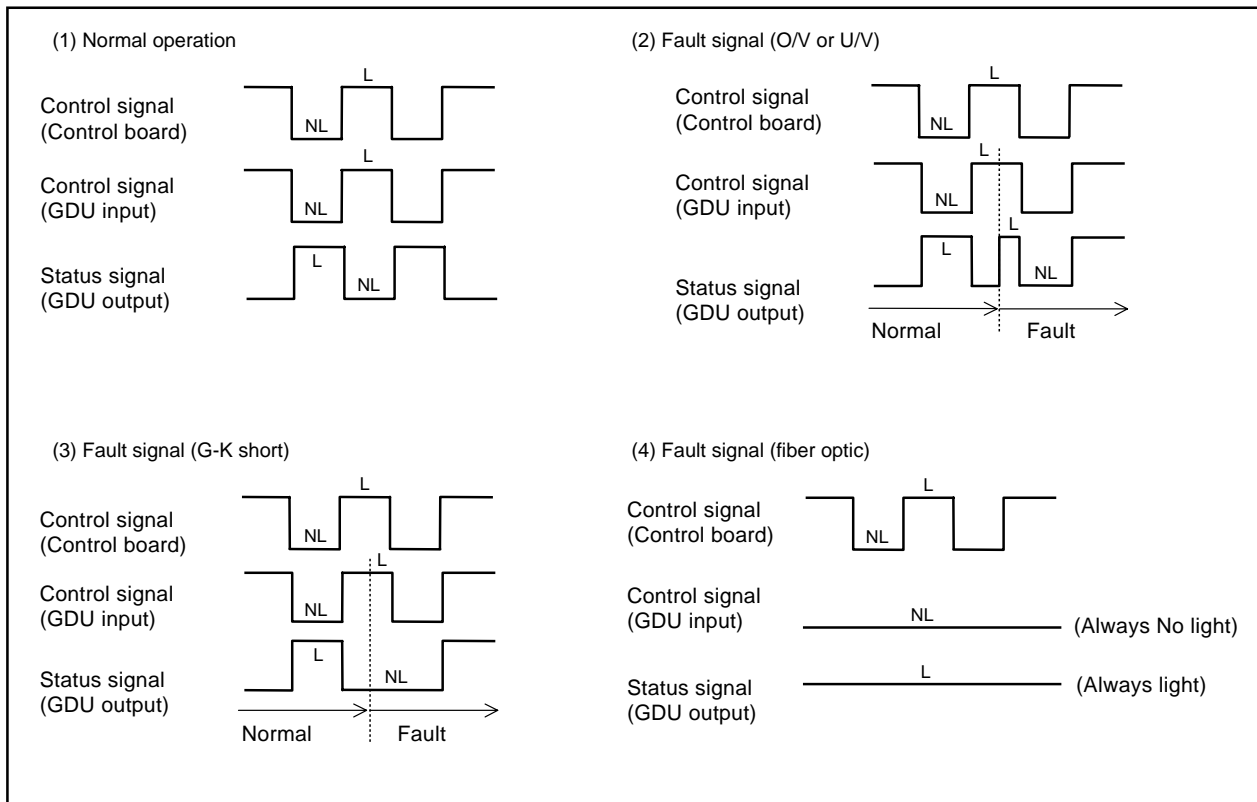 (1) Normal operation
L
Control signal
(Control board)
NL
L
Control signal
(GDU input)
NL
Status signal
(GDU output)
L
NL
(2) Fault signal (O/V or U/V)
L
Control signal
(Control board)
NL
L
Control signal
(GDU input)
NL
L
Status signal
(GDU output)
L
NL
Normal
Fault
(3) Fault signal (G-K short)
L
Control signal
(Control board)
NL
L
Control signal
(GDU input)
NL
Status signal
(GDU output)
L
NL
Normal
Fault
(4) Fault signal (fiber optic)
L
Control signal
(Control board)
NL
Control signal
(GDU input)
NL
(Always No light)
Status signal
(GDU output)
L
(Always light)